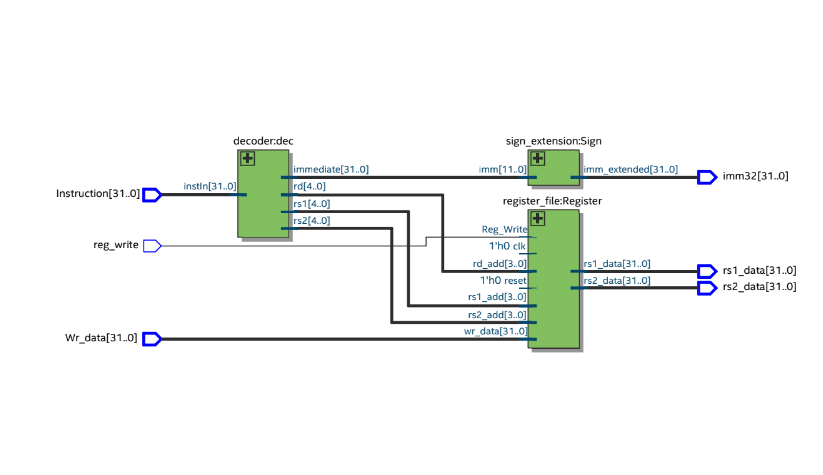 decoder:dec
sign_extension:Sign
immediate[31..0]
imm[11..0]
imm_extended[31..0]
imm32[31..0]
Instruction[31..0]
instIn[31..0]
rd[4..0]
rs1[4..0]
rs2[4..0]
register_file:Register
reg_write
Reg_Write
1'h0 clk
rd_add[3..0]
1'h0 reset
rs1_add[3..0]
rs2_add[3..0]
wr_data[31..0]
rs1_data[31..0]
rs1_data[31..0]
rs2_data[31..0]
rs2_data[31..0]
Wr_data[31..0]